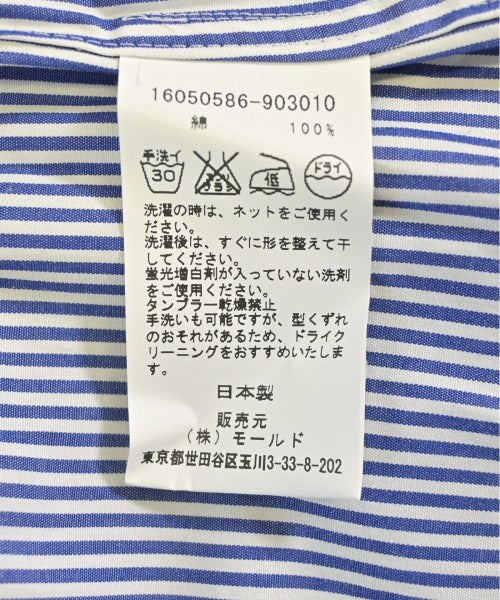 16050586-903010
綿 100%
手洗イ エンソ サラシ 低 ドライ
30
洗濯の時は、ネットをご使用く
ださい。
洗濯後は、すぐに形を整えて干
してください。
蛍光増白剤が入っていない洗剤
をご使用ください。
タンブラー乾燥禁止
手洗いも可能ですが、型くずれ
のおそれがあるため、ドライク
リーニングをおすすめいたしま
す。
日本製
販売元
(株)モールド
東京都世田谷区玉川3-33-8-202